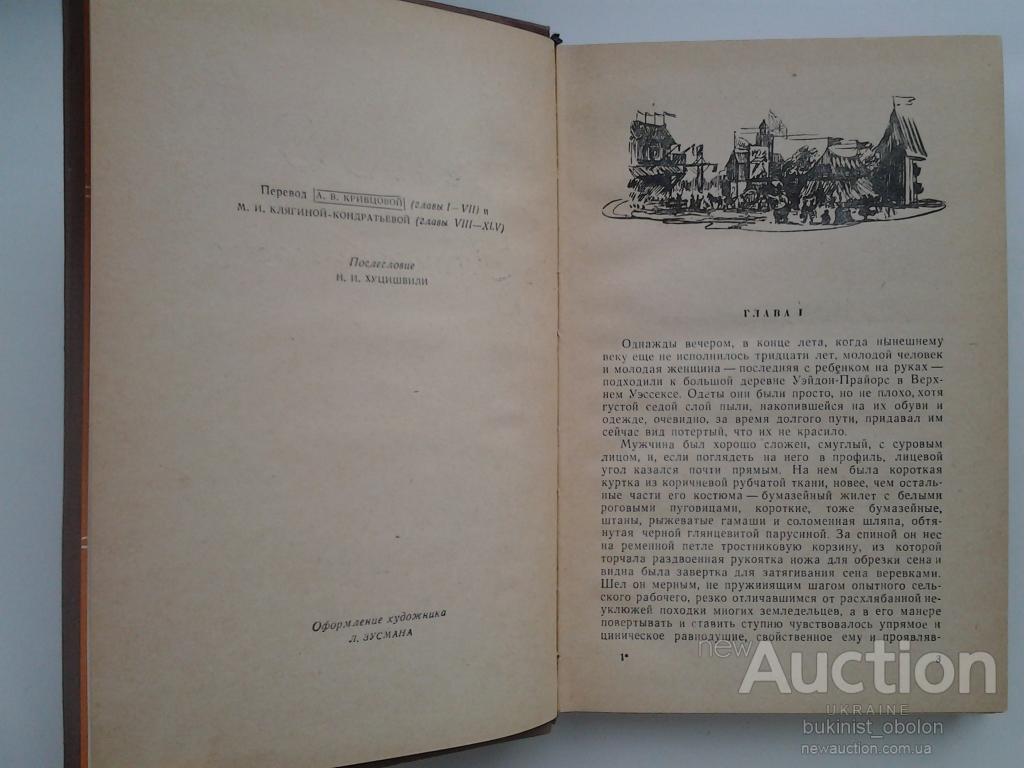 Перевод А. В. КРИВЦОВОЙ (главы I—VII) и
М. И. КЛЯГИНОЙ-КОНДРАТЬЕВОЙ (главы VIII—XLV)
Послесловие
Н. И. ХУЦИШВИЛИ
Оформление художника
Л. ЗУСМАНА
ГЛАВА I
Однажды вечером, в конце лета, когда нынешнему
веку еще не исполнилось тридцати лет, молодой человек
и молодая женщина — последняя с ребенком на руках —
подходили к большой деревне Уэйдон-Прайорс в Верх-
нем Уэссексе. Одеты они были просто, но не плохо, хотя
густой седой слой пыли, накопившейся на их обуви и
одежде, очевидно, за время долгого пути, придавал им
сейчас вид потертый, что их не красило.
Мужчина был хорошо сложен, смуглый, с суровым
лицом, и, если поглядеть на него в профиль, лицевой
угол казался почти прямым. На нем была короткая
куртка из коричневой рубчатой ткани, новее, чем осталь-
ные части его костюма — бумазейный жилет с белыми
роговыми пуговицами, короткие, тоже бумазейные,
штаны, рыжеватые гамаши и соломенная шляпа, обтя-
нутая черной глянцевитой парусиной. За спиной он нес
на ременной петле тростниковую корзину, из которой
торчала раздвоенная рукоятка ножа для обрезки сена и
видна была завертка для затягивания сена веревками.
Шел он мерным, не пружинящим шагом опытного сель-
ского рабочего, резко отличавшимся от расхлябанной не-
уклюжей походки многих земледельцев, а в его манере
повертывать и ставить ступню чувствовалось упрямое и
циническое равнодушие, свойственное ему и проявляв-
1* 3
new Auction
UKRAINE
bukinist_obolon
newauction.com.ua